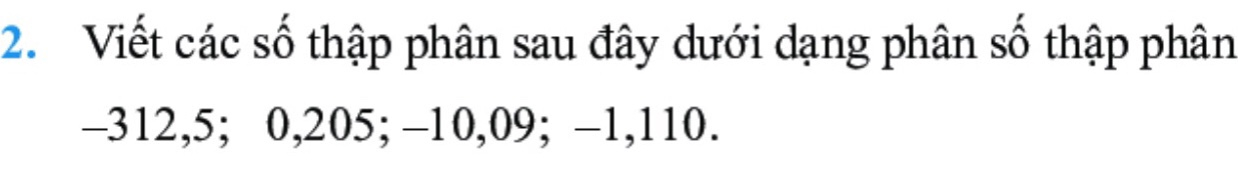 2. Viết các số thập phân sau đây dưới dạng phân số thập phân
–312,5; 0,205; –10,09; –1,110.